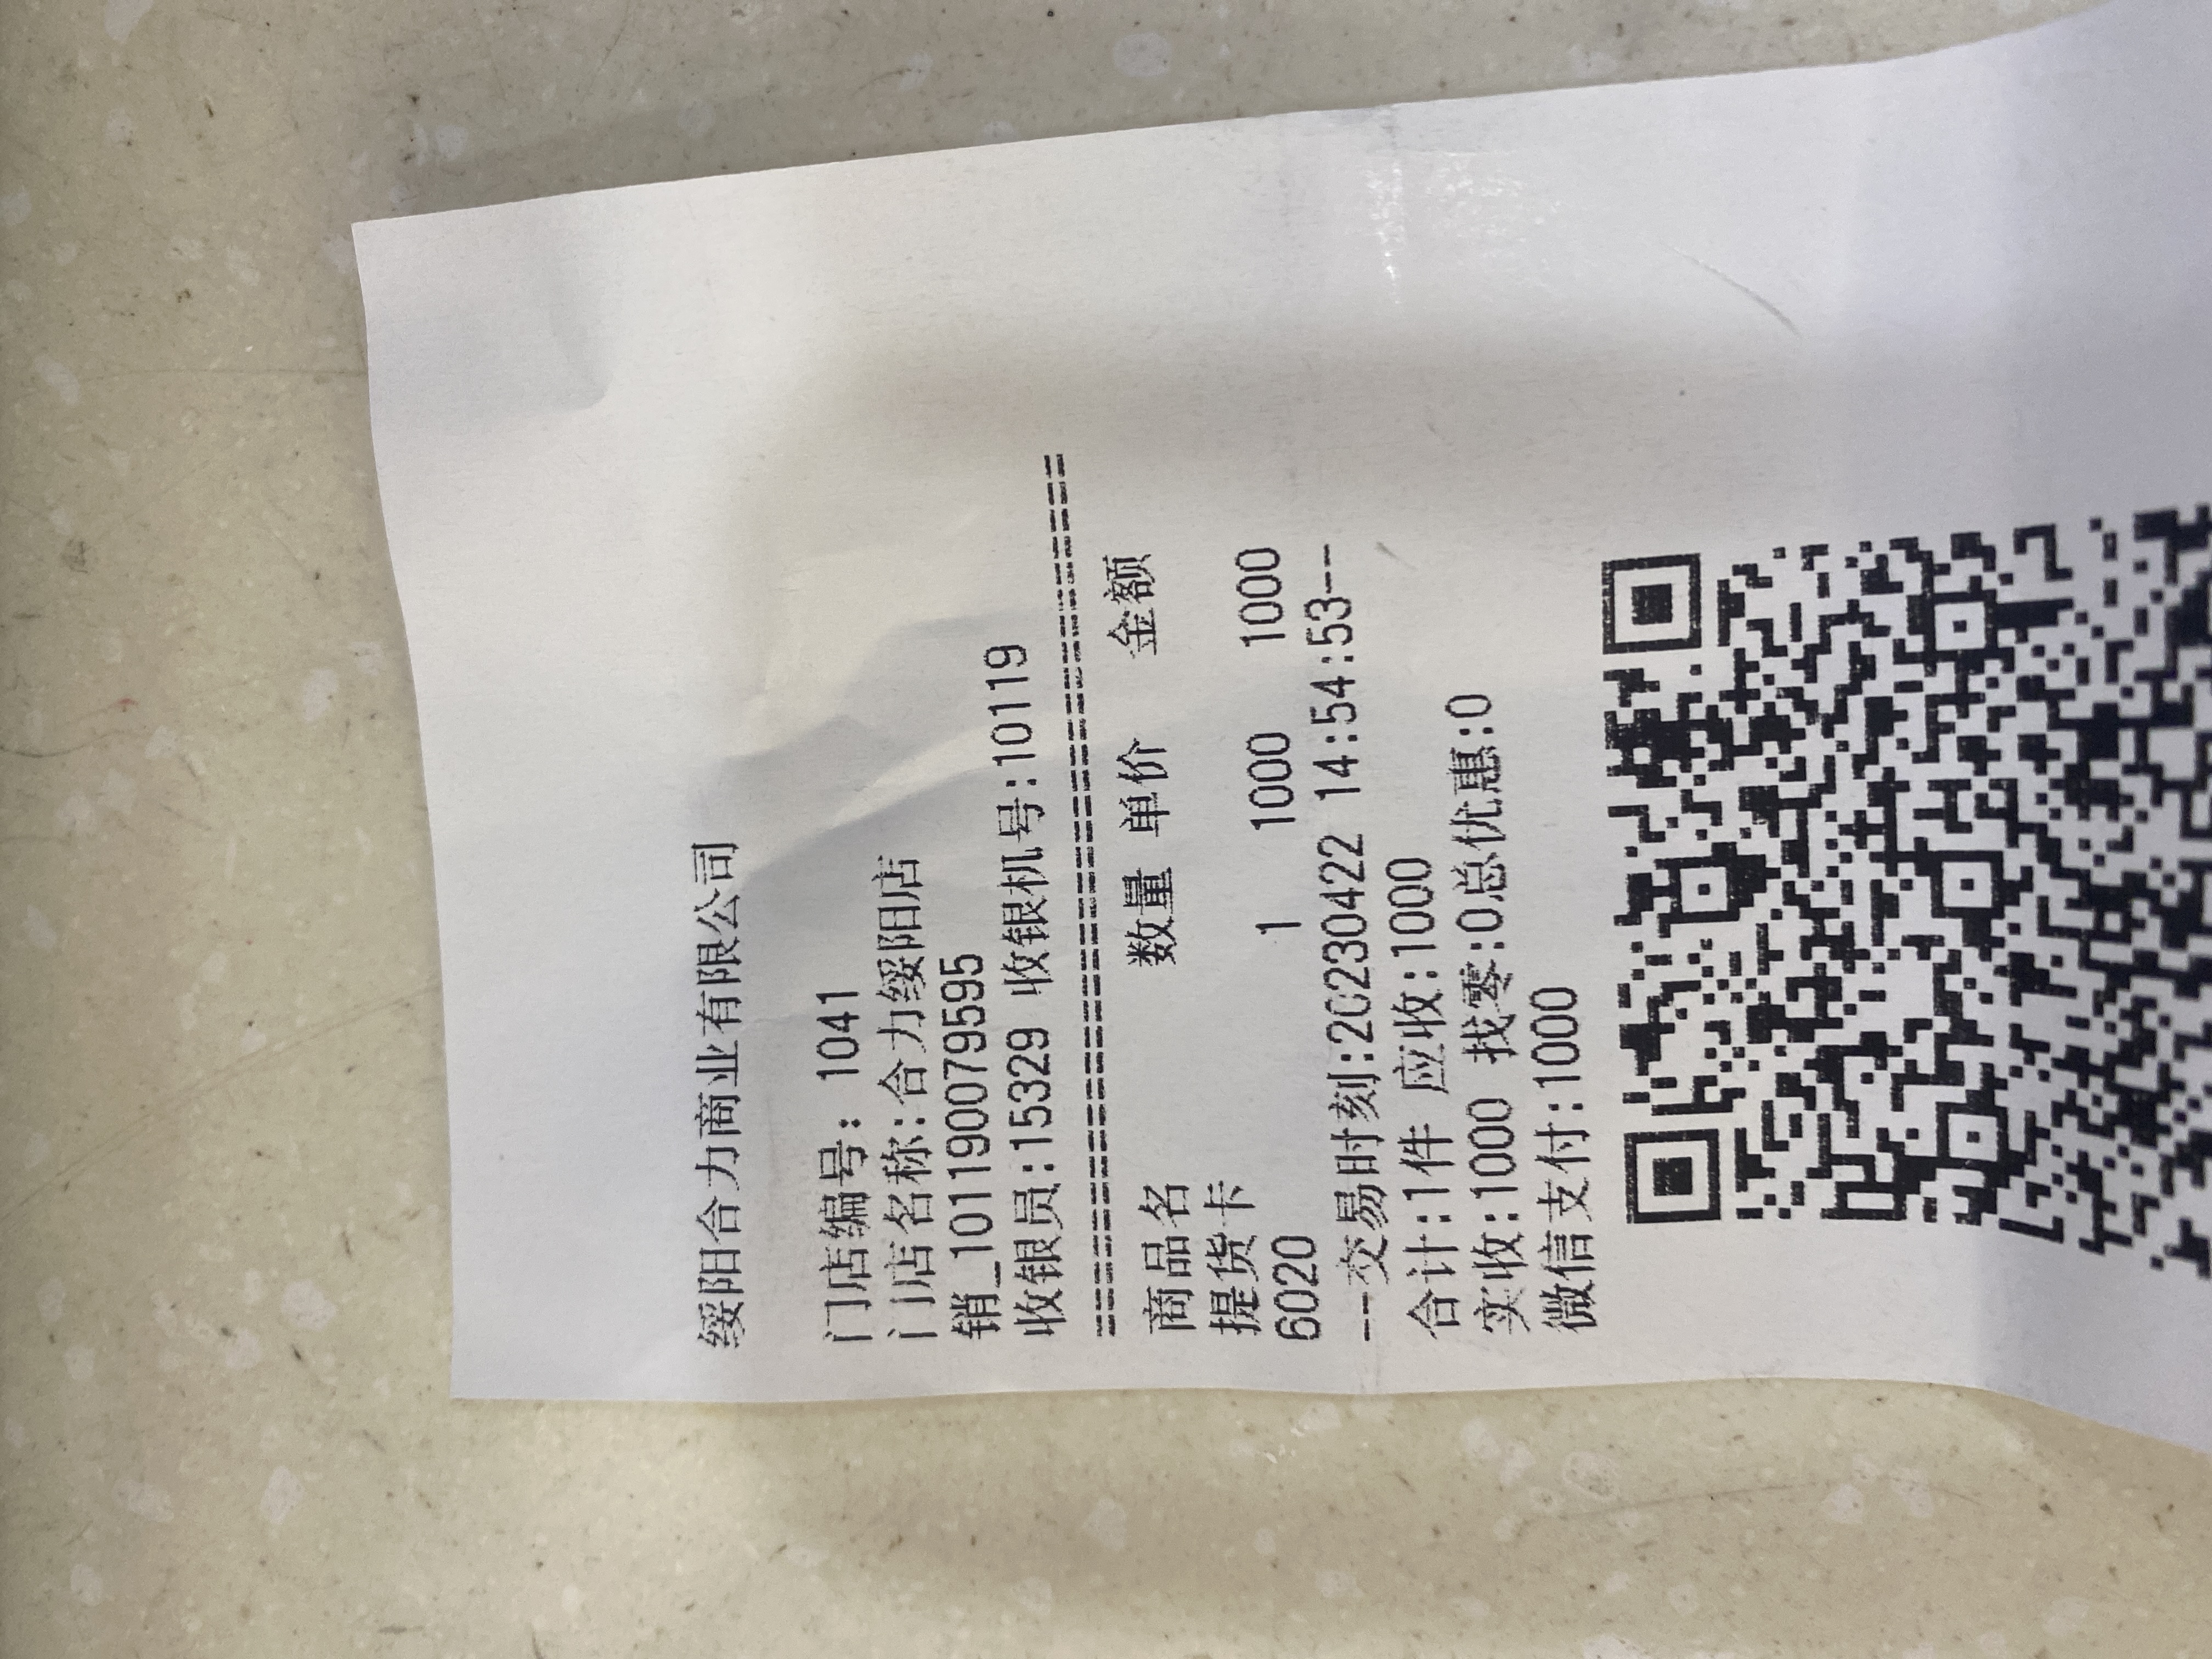 绥阳合力商业有限公司
门店编号: 1041
门店名称:合力绥阳店
销_101190079595
收银员:15329 收银机号:10119
商品名 数量 单价 金额
提货卡
6020 1 1000 1000
--交易时刻:20230422 14:54:53--
合计:1件 应收:1000
实收:1000 找零:0总优惠:0
微信支付:1000